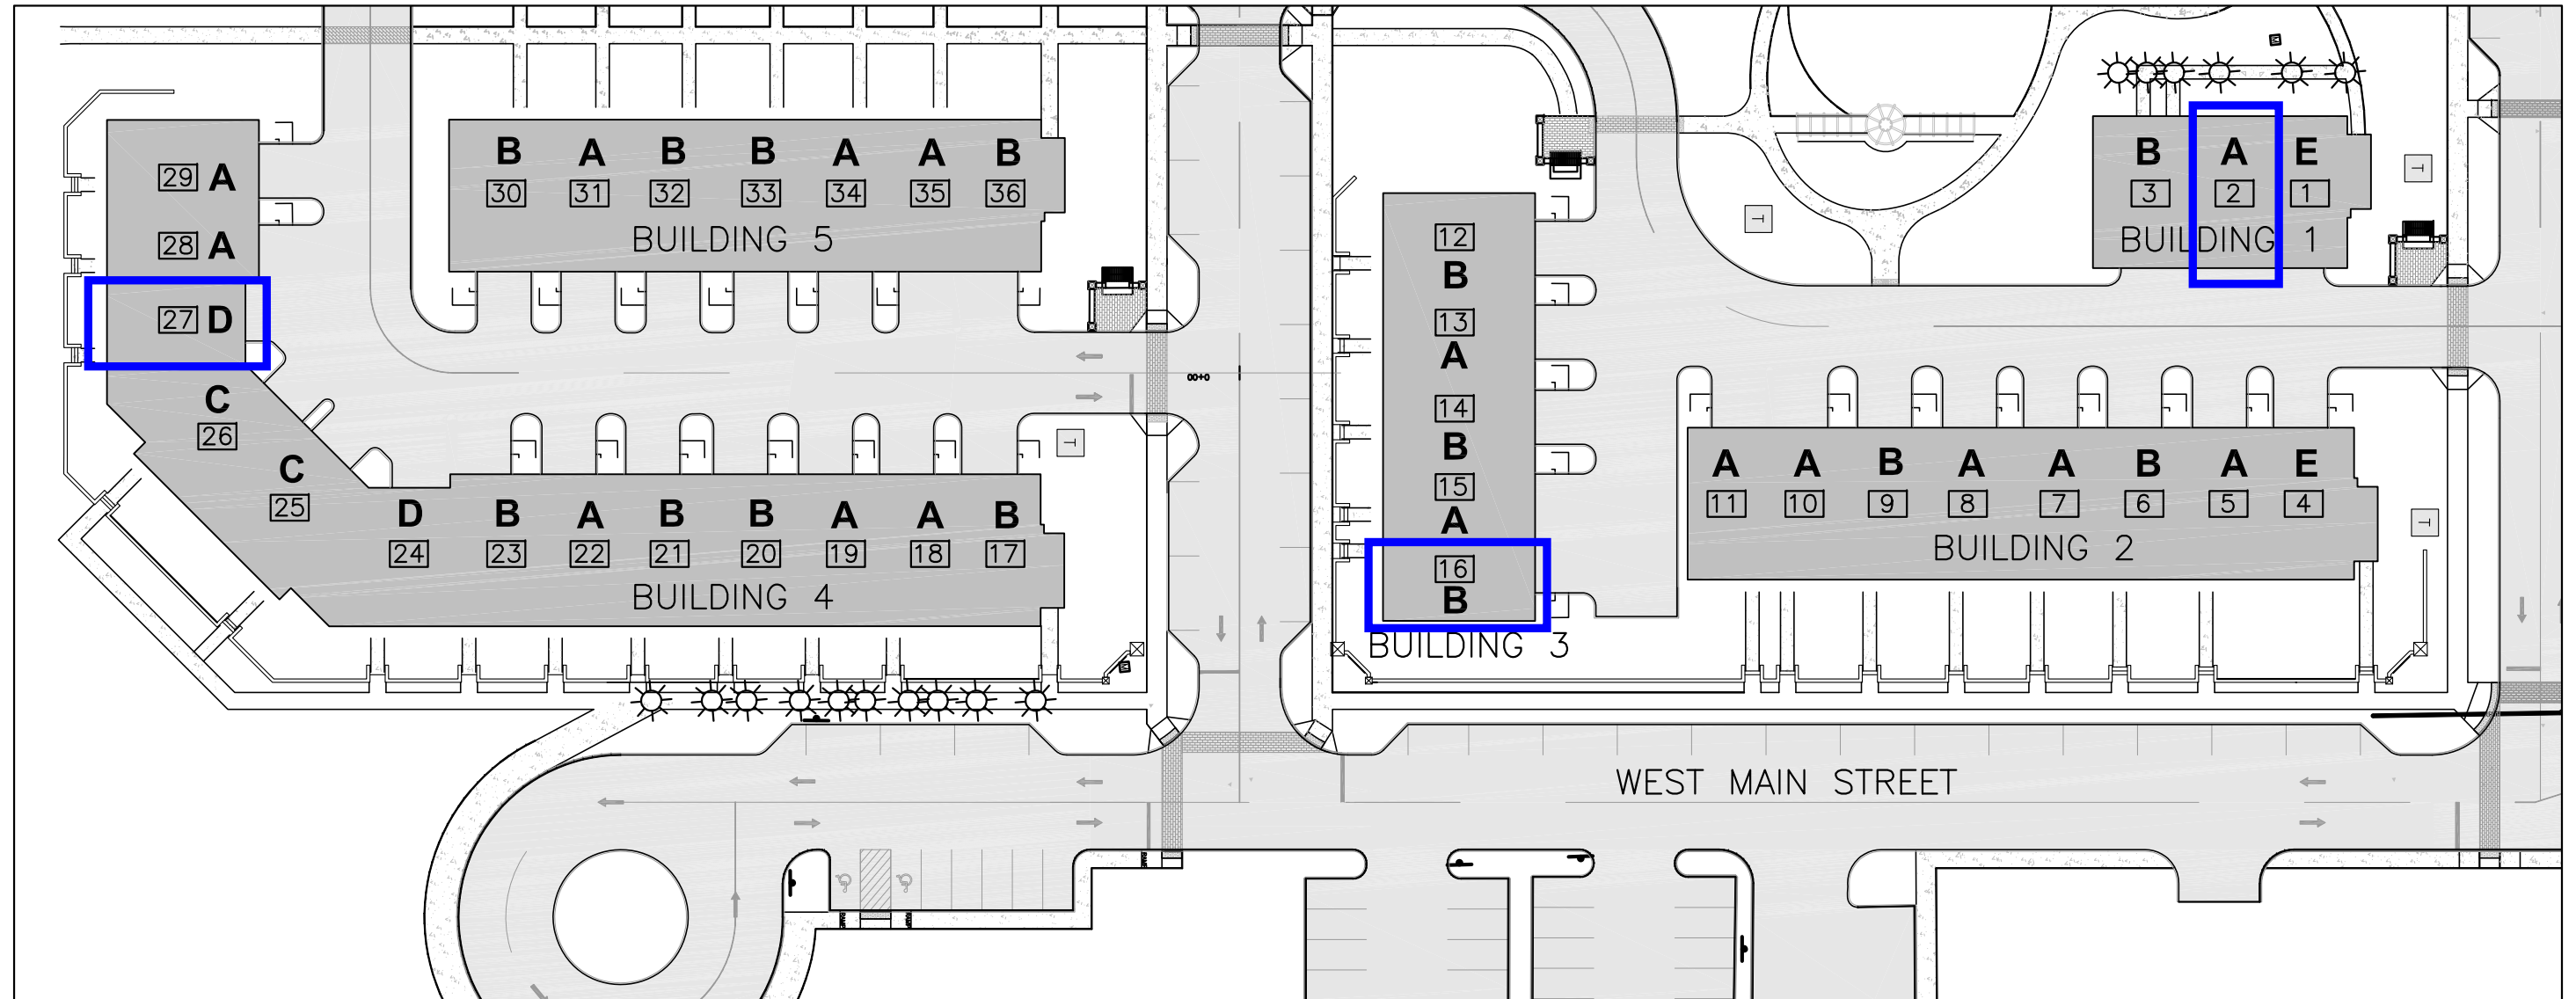 B A B B A A B
30 31 32 33 34 35 36
BUILDING 5
29 A
28 A
27 D
C
26
C
25
D B A B B A A B
24 23 22 21 20 19 18 17
BUILDING 4
00+0
T
12
B
13
A
14
B
15
A
16
B
BUILDING 3
T
B A E
3 2 1
BUILDING 1
T
A A B A A B A E
11 10 9 8 7 6 5 4
BUILDING 2
T
WEST MAIN STREET